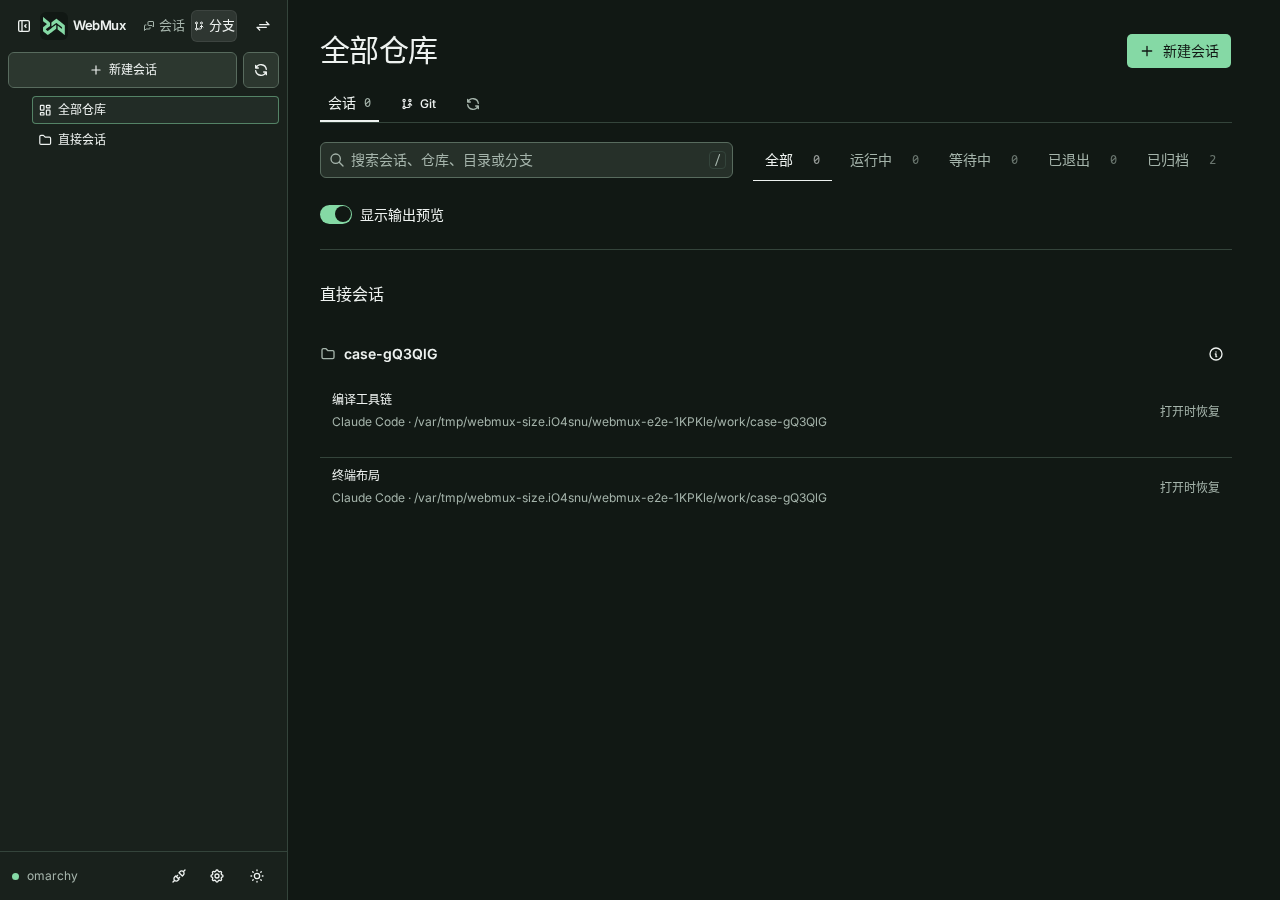 WebMux 会话 分支
新建会话
全部仓库
直接会话
omarchy
全部仓库
新建会话
会话 0 Git
搜索会话、仓库、目录或分支 /
全部 0 运行中 0 等待中 0 已退出 0 已归档 2
显示输出预览
直接会话
case-gQ3QlG
编译工具链
Claude Code · /var/tmp/webmux-size.iO4snu/webmux-e2e-1KPKle/work/case-gQ3QlG
打开时恢复
终端布局
Claude Code · /var/tmp/webmux-size.iO4snu/webmux-e2e-1KPKle/work/case-gQ3QlG
打开时恢复